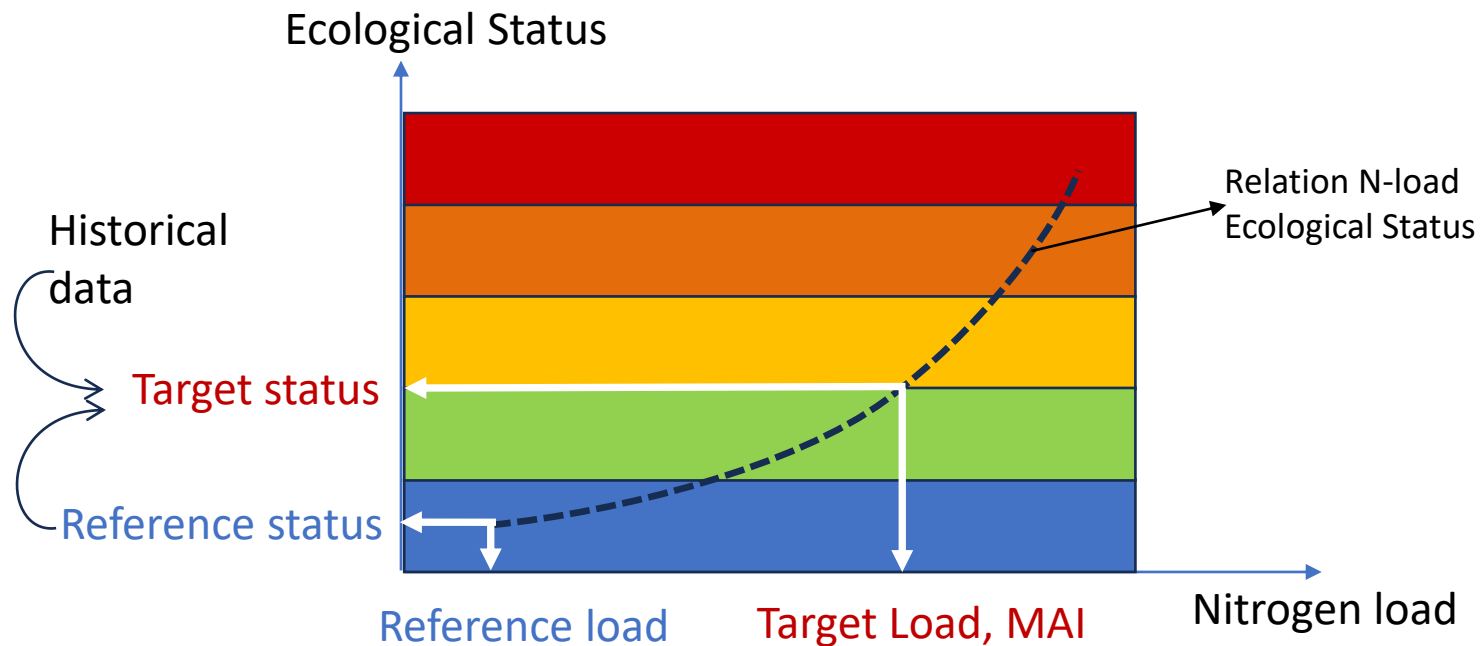 Ecological Status
Relation N-load
Ecological Status
Historical
data
Target status
Reference status
Reference load
Target Load, MAI
Nitrogen load